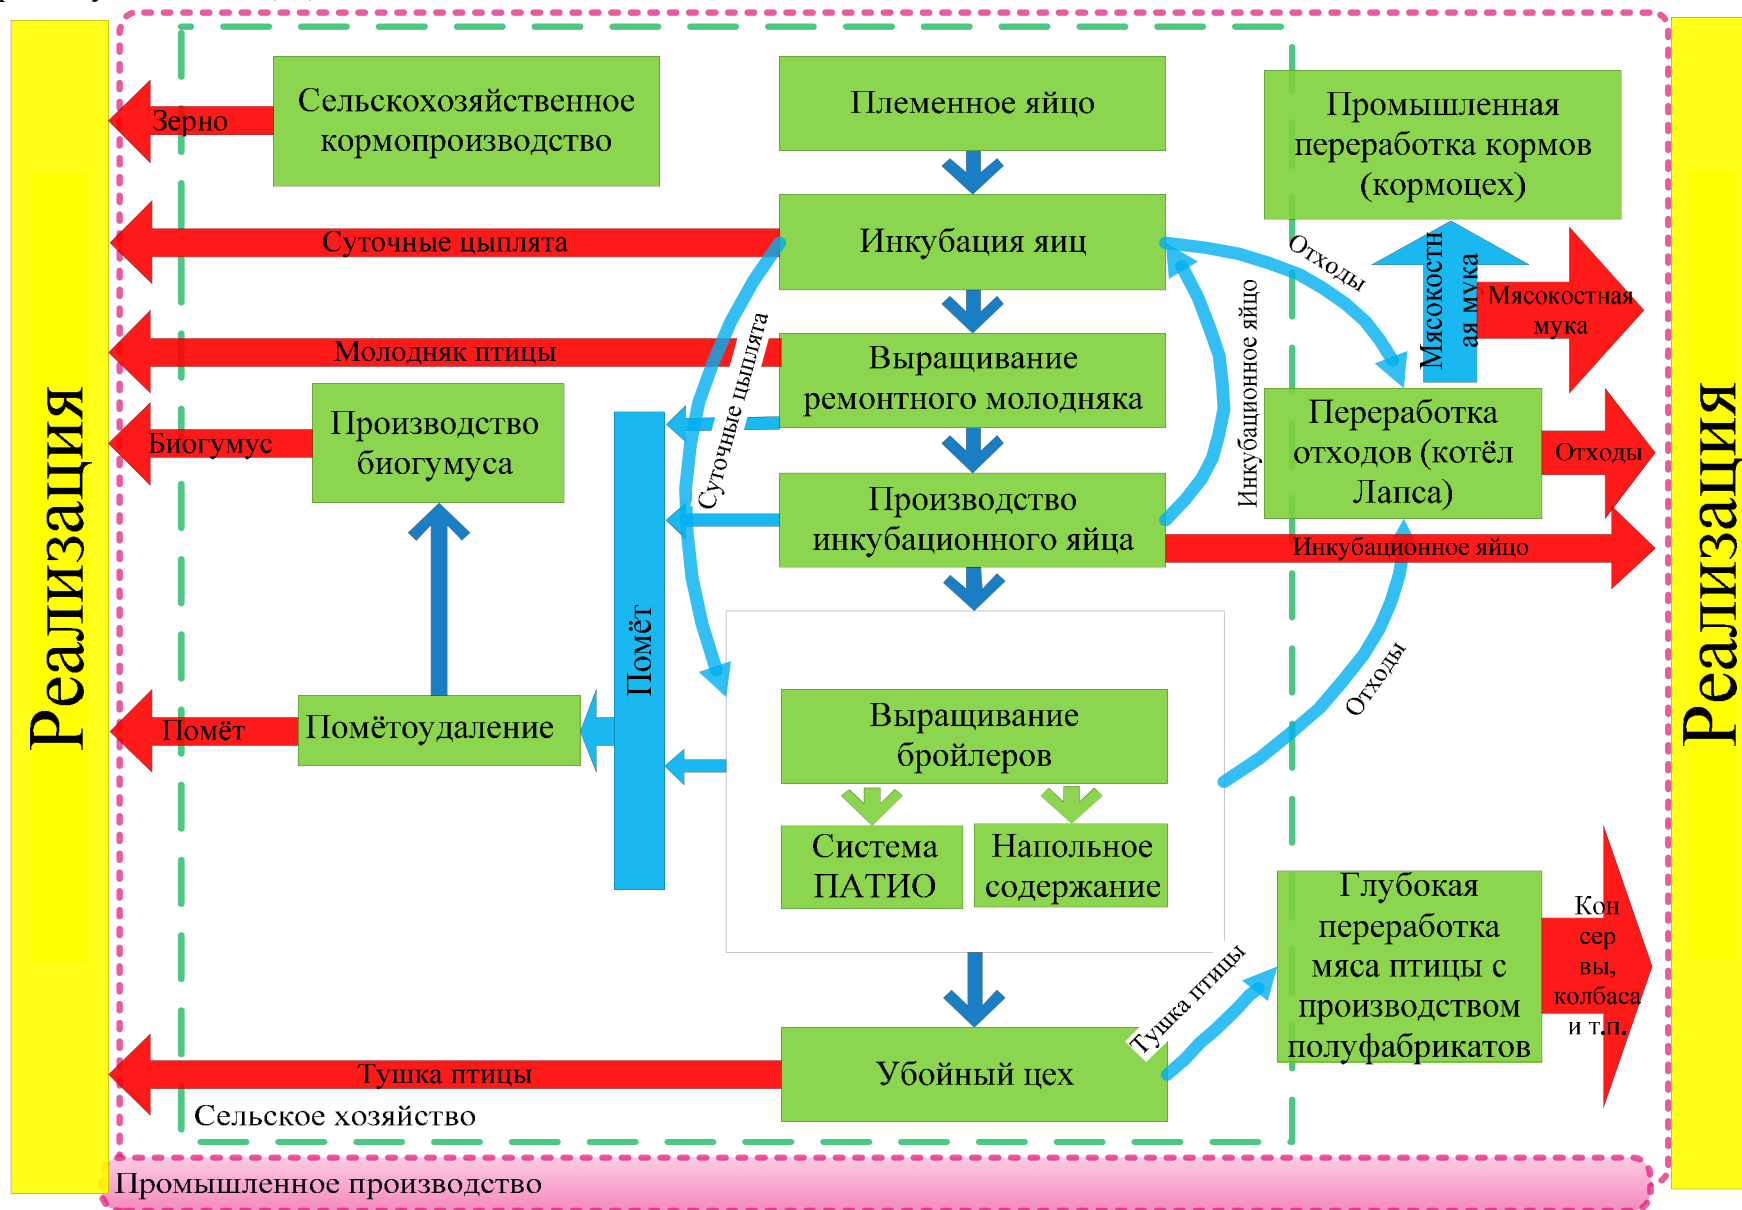 Реализация
Сельскохозяйственное
кормопроизводство
Зерно
Племенное яйцо
Промышленная
переработка кормов
(кормоцех)
Суточные цыплята
Инкубация яиц
Отходы
Мясокостн
ая мука
Мясокостная
мука
Инкубационное яйцо
Суточные цыплята
Молодняк птицы
Выращивание
ремонтного молодняка
Производство
биогумуса
Биогумус
Переработка
отходов (котёл
Лапса)
Отходы
Производство
инкубационного яйца
Инкубационное яйцо
Помёт
Отходы
Помёт
Помётоудаление
Выращивание
бройлеров
Система
ПАТИО
Напольное
содержание
Глубокая
переработка
мяса птицы с
производством
полуфабрикатов
Кон
сер
вы,
колбаса
и т.п.
Тушка птицы
Убойный цех
Тушка птицы
Сельское хозяйство
Промышленное производство
Реализация